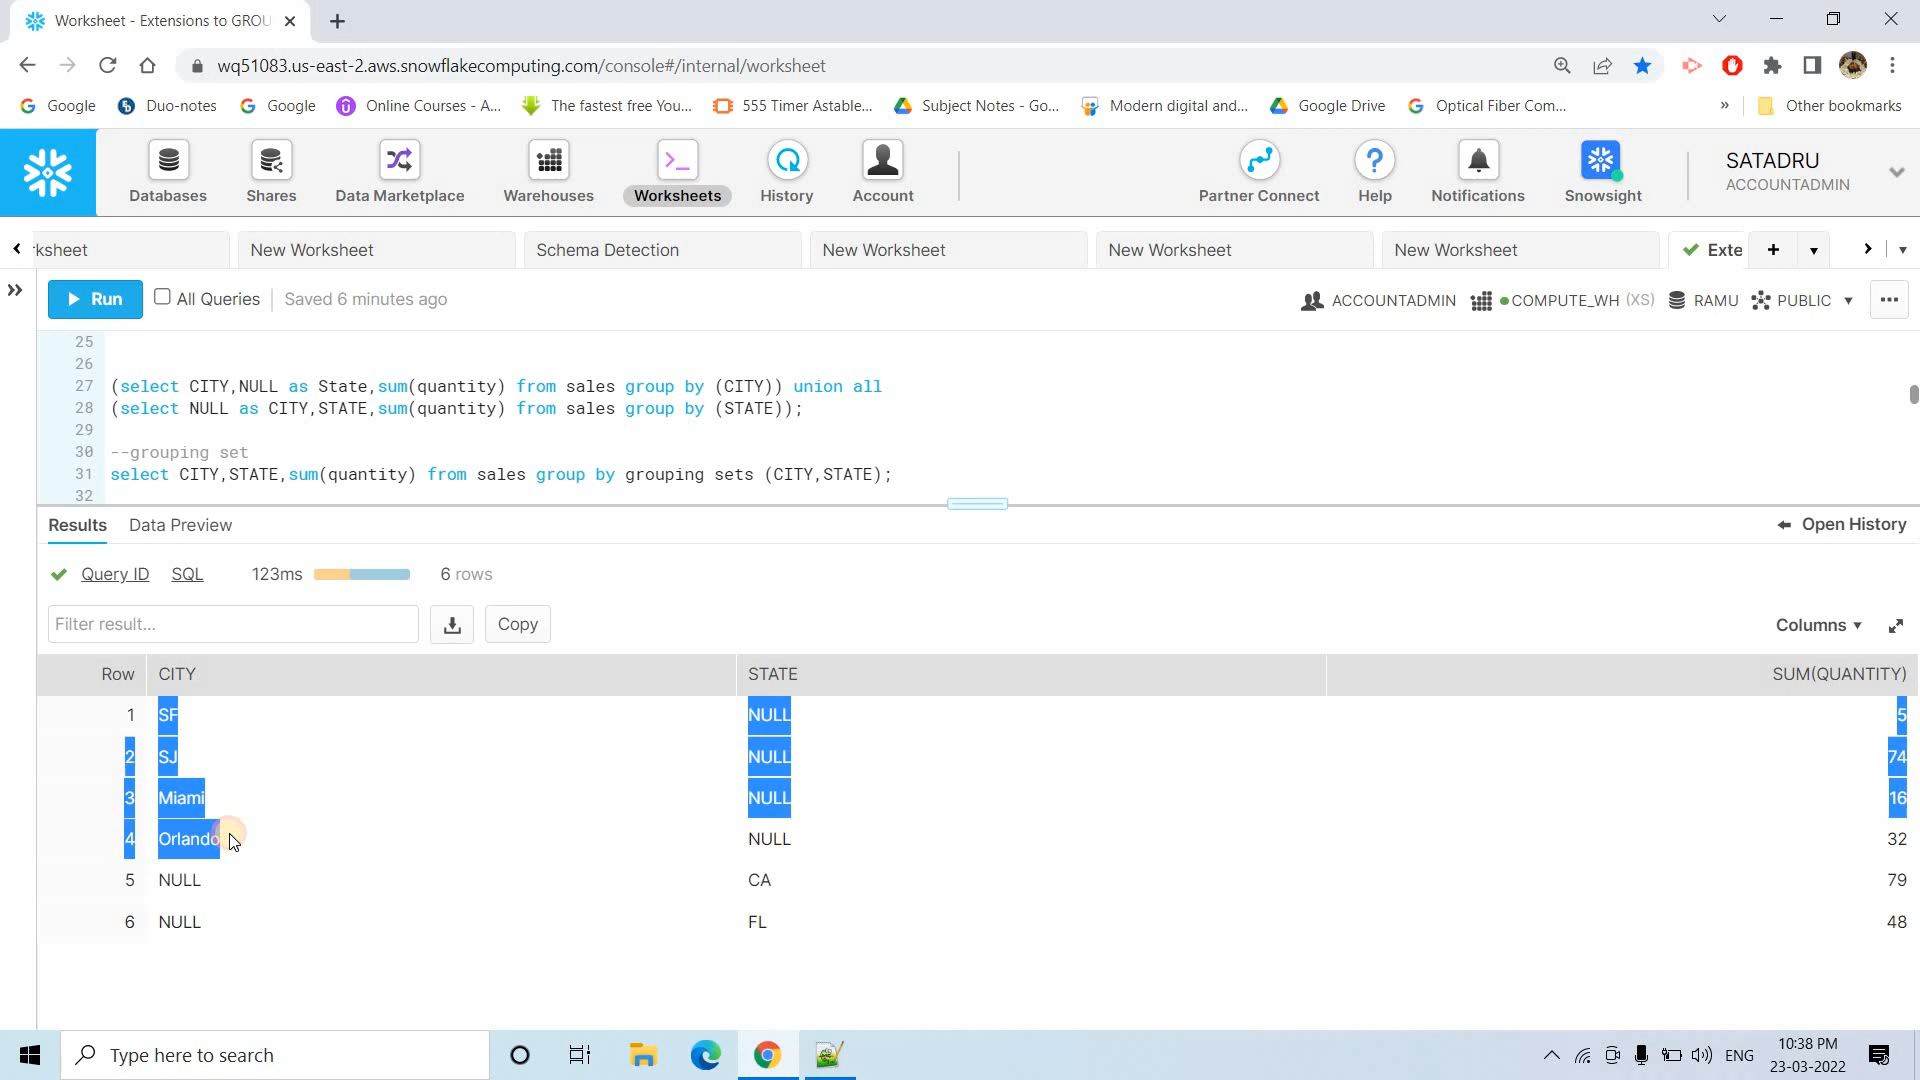 Worksheet - Extensions to GROU
wq51083.us-east-2.aws.snowflakecomputing.com/console#/internal/worksheet
Google Duo-notes Google Online Courses - A... The fastest free You... 555 Timer Astable... Subject Notes - Go... Modern digital and... Google Drive Optical Fiber Com... » Other bookmarks
Databases Shares Data Marketplace Warehouses Worksheets History Account Partner Connect Help Notifications Snowsight
SATADRU
ACCOUNTADMIN
rksheet New Worksheet Schema Detection New Worksheet New Worksheet New Worksheet Exte
Run All Queries Saved 6 minutes ago ACCOUNTADMIN COMPUTE_WH (XS) RAMU PUBLIC
25
26
27 (select CITY,NULL as State,sum(quantity) from sales group by (CITY)) union all
28 (select NULL as CITY,STATE,sum(quantity) from sales group by (STATE));
29
30 --grouping set
31 select CITY,STATE,sum(quantity) from sales group by grouping sets (CITY,STATE);
32
Results Data Preview Open History
Query ID SQL 123ms 6 rows
Filter result... Copy Columns
Row CITY STATE SUM(QUANTITY)
1 SF NULL 5
2 SJ NULL 74
3 Miami NULL 16
4 Orlando NULL 32
5 NULL CA 79
6 NULL FL 48
Type here to search ENG 10:38 PM
23-03-2022